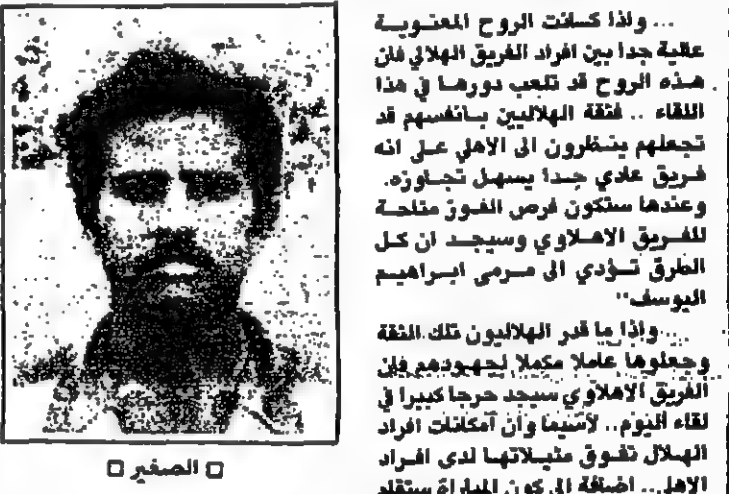 ... واذا كانت الروح المعنوية
عالية جدا بين افراد الفريق الهلالي فان
هذه الروح قد تلعب دورها في هذا
اللقاء .. فثقة الهلاليين بانفسهم قد
تجعلهم ينظرون الى الاهلي على انه
فريق عادي جدا يسهل تجاوزه.
وعندها ستكون فرص الفوز متاحة
للفريق الاهلاوي وسيجد ان كل
الطرق تؤدي الى مرمى ابراهيم
اليوسف"
... واذا ما قدر الهلاليون تلك الثقة
وجعلوها عاملا مكملا لجهودهم فإن
الفريق الاهلاوي سيجد حرجا كبيرا في
لقاء اليوم.. لاسيما وأن أمكانات افراد
الهلال تفوق مثيلاتها لدى افراد
الاهلي.. اضافة الى كون المباراة ستقام
□ الصغير □